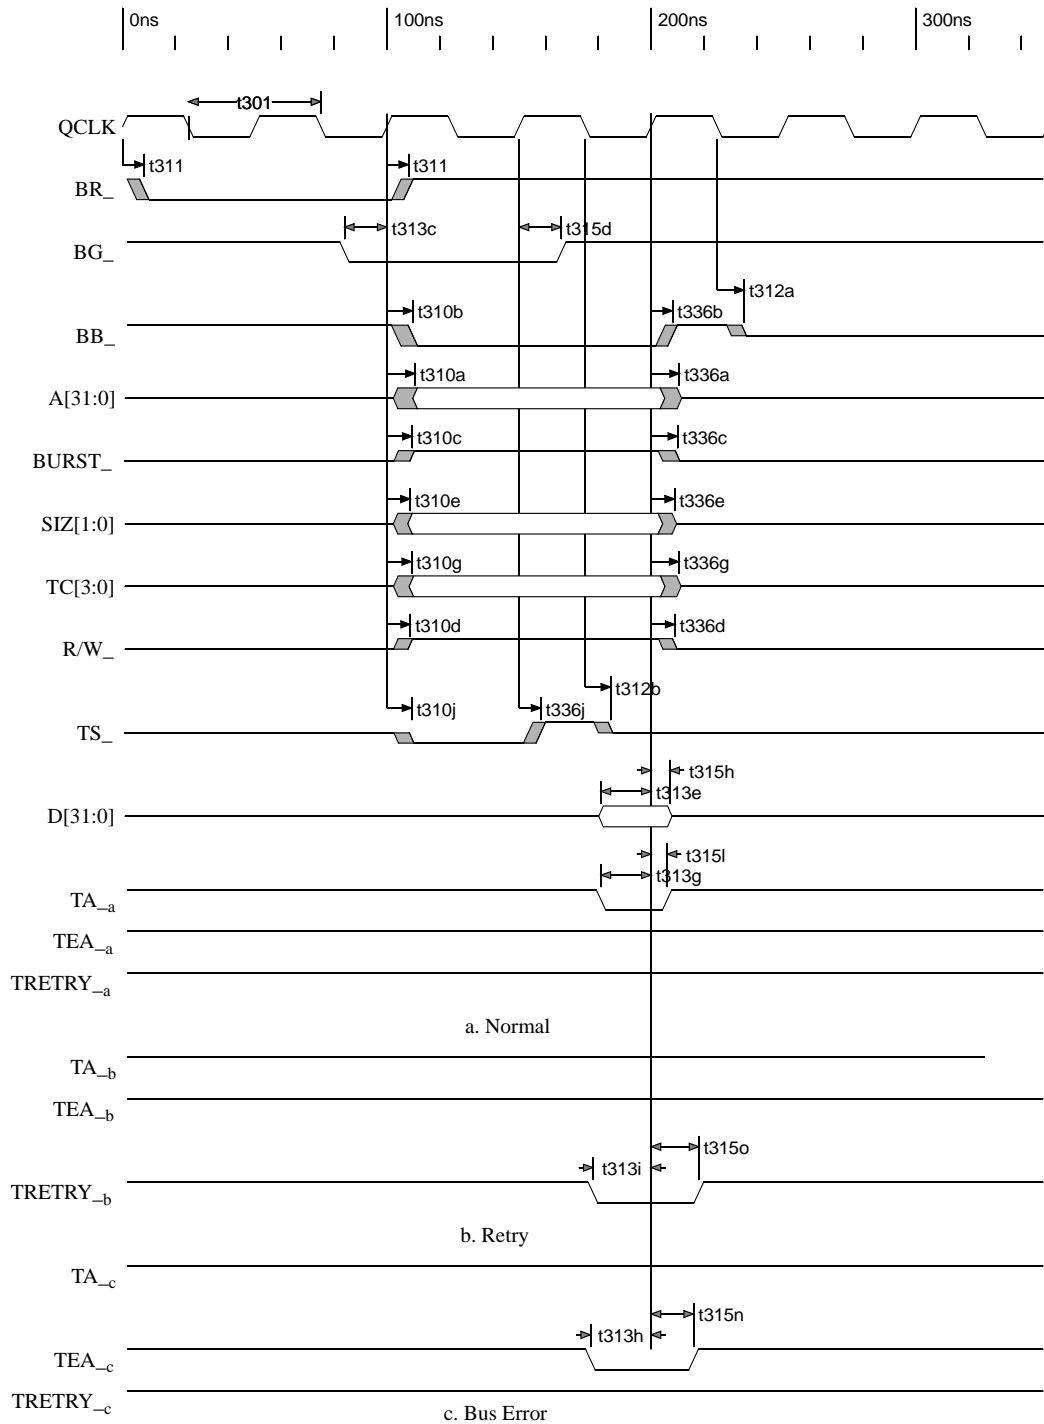 0ns 100ns 200ns 300ns
t301
QCLK
t311 t311
BR_
t313c t315d
BG_
t312a
t310b t336b
BB_
t310a t336a
A[31:0]
t310c t336c
BURST_
t310e t336e
SIZ[1:0]
t310g t336g
TC[3:0]
t310d t336d
R/W_
t312b
t310j t336j
TS_
t315h
t313e
D[31:0]
t315l
t313g
TA_a
TEA_a
TRETRY_a
a. Normal
TA_b
TEA_b
t315o
t313i
TRETRY_b
b. Retry
TA_c
t315n
t313h
TEA_c
TRETRY_c
c. Bus Error